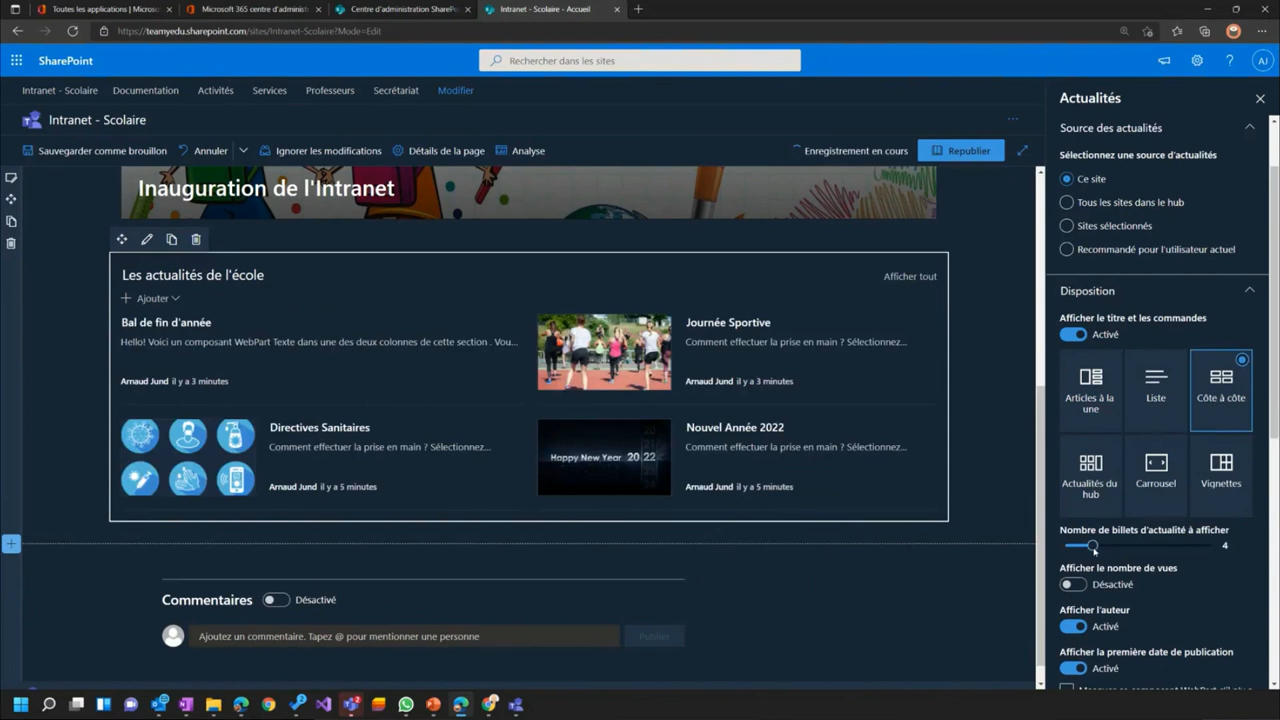 Toutes les applications | Microso
Microsoft 365 centre d'administ
Centre d'administration SharePo
Intranet - Scolaire - Accueil
https://teamyedu.sharepoint.com/sites/Intranet-Scolaire?Mode=Edit
SharePoint
Rechercher dans les sites
AJ
Intranet - Scolaire
Documentation
Activités
Services
Professeurs
Secrétariat
Modifier
Intranet - Scolaire
Sauvegarder comme brouillon
Annuler
Ignorer les modifications
Détails de la page
Analyse
Enregistrement en cours
Republier
Inauguration de l'Intranet
Les actualités de l'école
Afficher tout
Ajouter
Bal de fin d'année
Hello! Voici un composant WebPart Texte dans une des deux colonnes de cette section . Vou...
Arnaud Jund il y a 3 minutes
Journée Sportive
Comment effectuer la prise en main ? Sélectionnez...
Arnaud Jund il y a 3 minutes
Directives Sanitaires
Comment effectuer la prise en main ? Sélectionnez...
Arnaud Jund il y a 5 minutes
Happy New Year 20 22
Nouvel Année 2022
Comment effectuer la prise en main ? Sélectionnez...
Arnaud Jund il y a 5 minutes
Commentaires
Désactivé
Ajoutez un commentaire. Tapez @ pour mentionner une personne
Publier
Actualités
Source des actualités
Sélectionnez une source d'actualités
Ce site
Tous les sites dans le hub
Sites sélectionnés
Recommandé pour l'utilisateur actuel
Disposition
Afficher le titre et les commandes
Activé
Articles à la
une
Liste
Côte à côte
Actualités du
hub
Carrousel
Vignettes
Nombre de billets d'actualité à afficher
4
Afficher le nombre de vues
Désactivé
Afficher l'auteur
Activé
Afficher la première date de publication
Activé